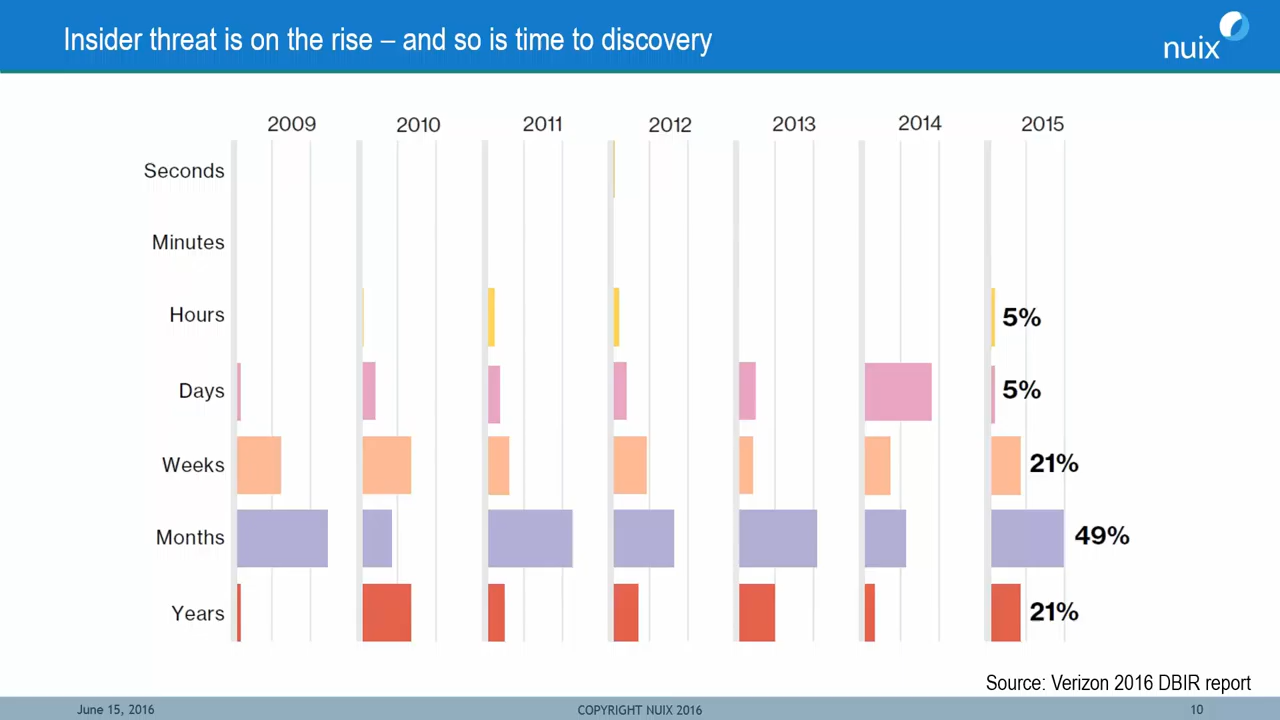 Insider threat is on the rise – and so is time to discovery
nuix
2009 2010 2011 2012 2013 2014 2015
Seconds
Minutes
Hours 5%
Days 5%
Weeks 21%
Months 49%
Years 21%
Source: Verizon 2016 DBIR report
June 15, 2016 COPYRIGHT NUIX 2016 10